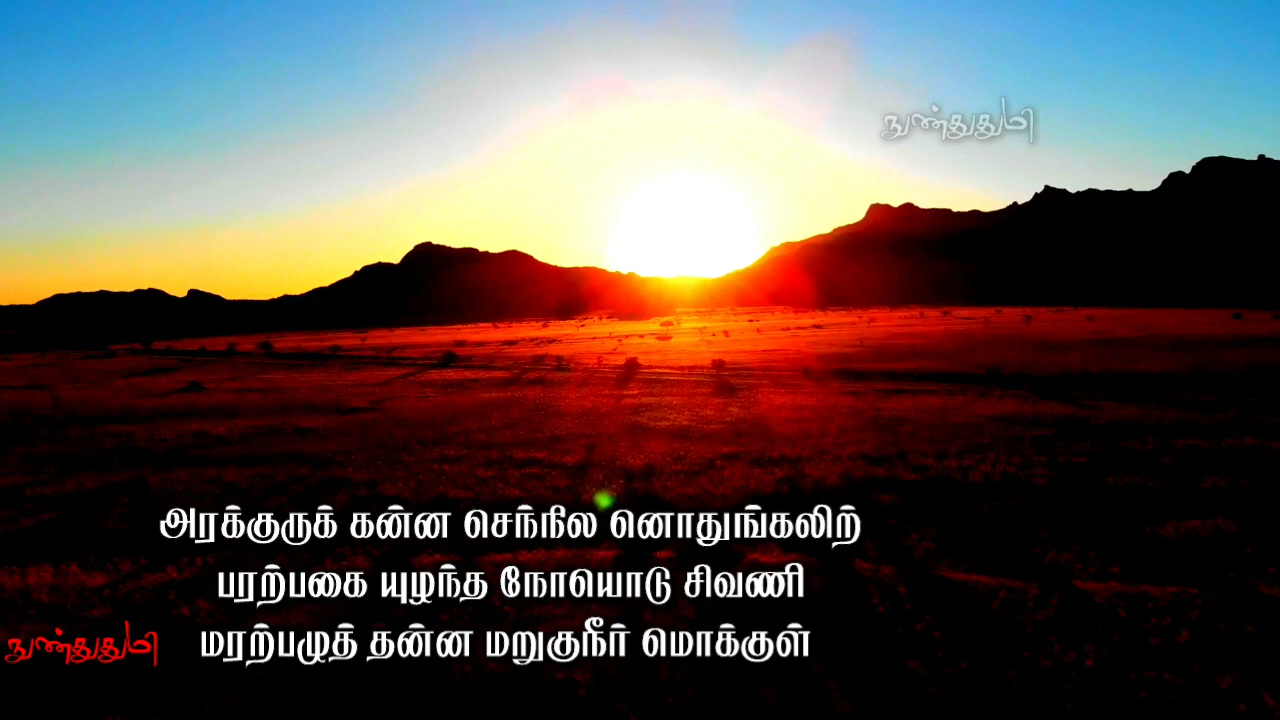 நுண்துதுமி
அரக்குருக் கன்ன செந்நில னொதுங்கலிற்
பரற்பகை யுழந்த நோயொடு சிவணி
நுண்துதுமி
மரற்பழுத் தன்ன மறுகுநீர் மொக்குள்